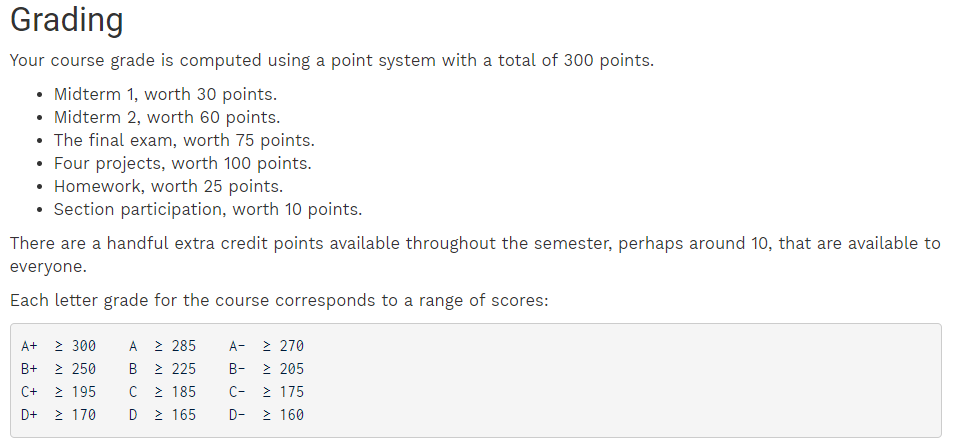 Grading
Your course grade is computed using a point system with a total of 300 points.
• Midterm 1, worth 30 points.
• Midterm 2, worth 60 points.
• The final exam, worth 75 points.
• Four projects, worth 100 points.
• Homework, worth 25 points.
• Section participation, worth 10 points.
There are a handful extra credit points available throughout the semester, perhaps around 10, that are available to
everyone.
Each letter grade for the course corresponds to a range of scores:
A+ ≥ 300 A ≥ 285 A- ≥ 270
B+ ≥ 250 B ≥ 225 B- ≥ 205
C+ ≥ 195 C ≥ 185 C- ≥ 175
D+ ≥ 170 D ≥ 165 D- ≥ 160